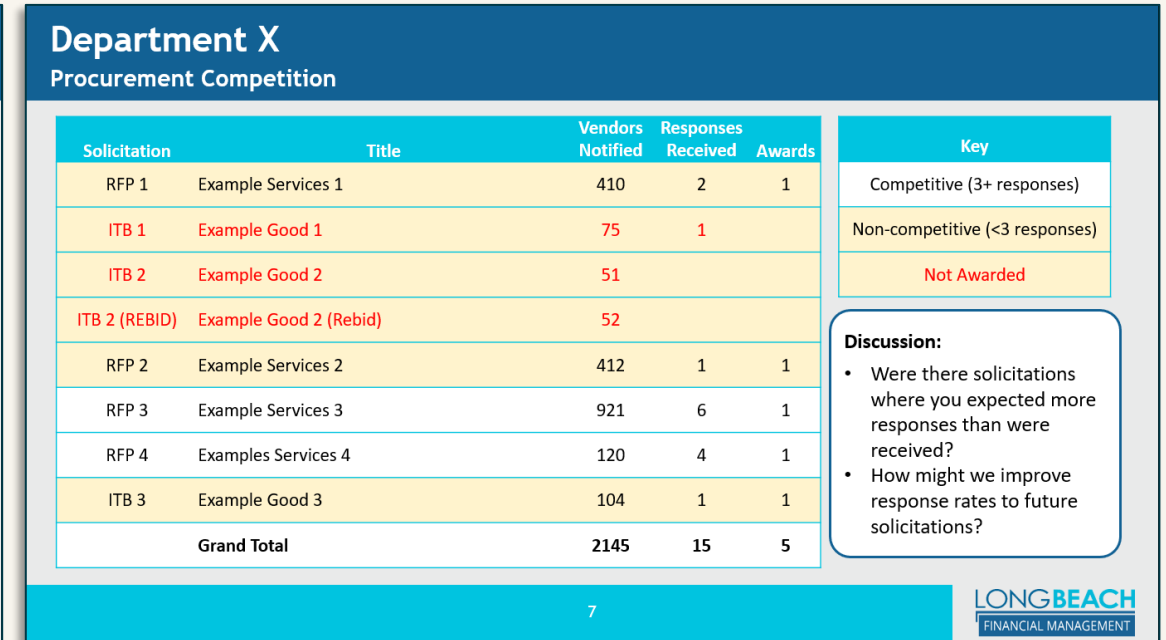 Department X
Procurement Competition
Solicitation Title Vendors Notified Responses Received Awards
RFP 1 Example Services 1 410 2 1
ITB 1 Example Good 1 75 1
ITB 2 Example Good 2 51
ITB 2 (REBID) Example Good 2 (Rebid) 52
RFP 2 Example Services 2 412 1 1
RFP 3 Example Services 3 921 6 1
RFP 4 Examples Services 4 120 4 1
ITB 3 Example Good 3 104 1 1
Grand Total 2145 15 5
Key
Competitive (3+ responses)
Non-competitive (<3 responses)
Not Awarded
Discussion:
• Were there solicitations
where you expected more
responses than were
received?
• How might we improve
response rates to future
solicitations?
7
LONGBEACH
FINANCIAL MANAGEMENT